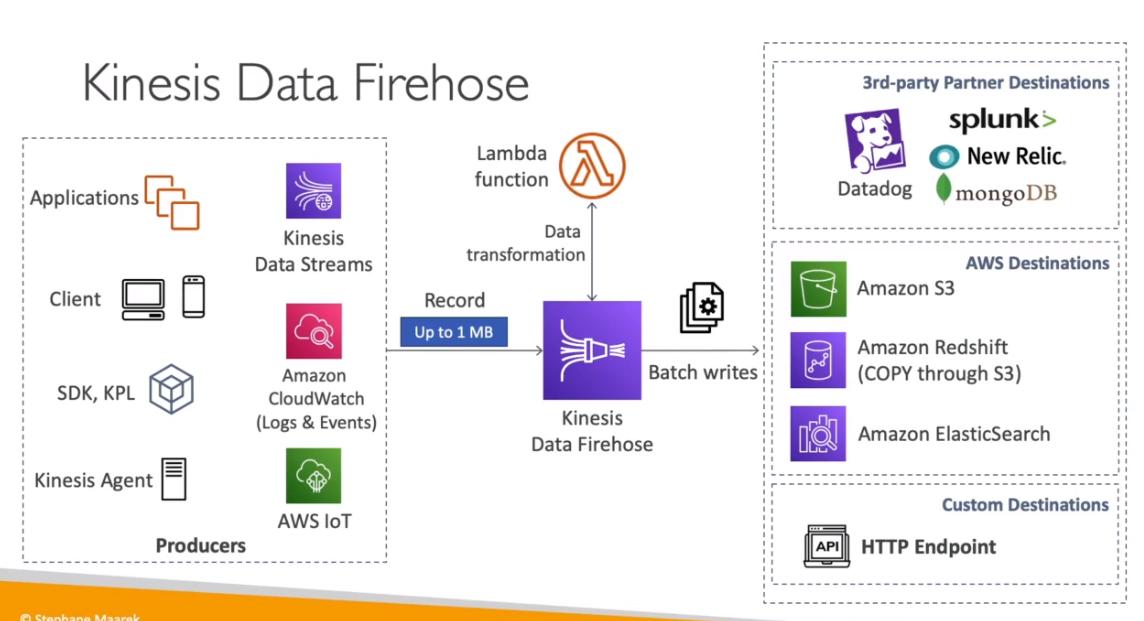 Kinesis Data Firehose
Applications
Kinesis
Data Streams
Client
SDK, KPL
Amazon
CloudWatch
(Logs & Events)
Kinesis Agent
AWS IoT
Producers
Record
Up to 1 MB
Lambda
function
Data
transformation
Kinesis
Data Firehose
Batch writes
3rd-party Partner Destinations
Datadog
splunk>
New Relic.
mongoDB
AWS Destinations
Amazon S3
Amazon Redshift
(COPY through S3)
Amazon ElasticSearch
Custom Destinations
API
HTTP Endpoint
© Stephane Maarek